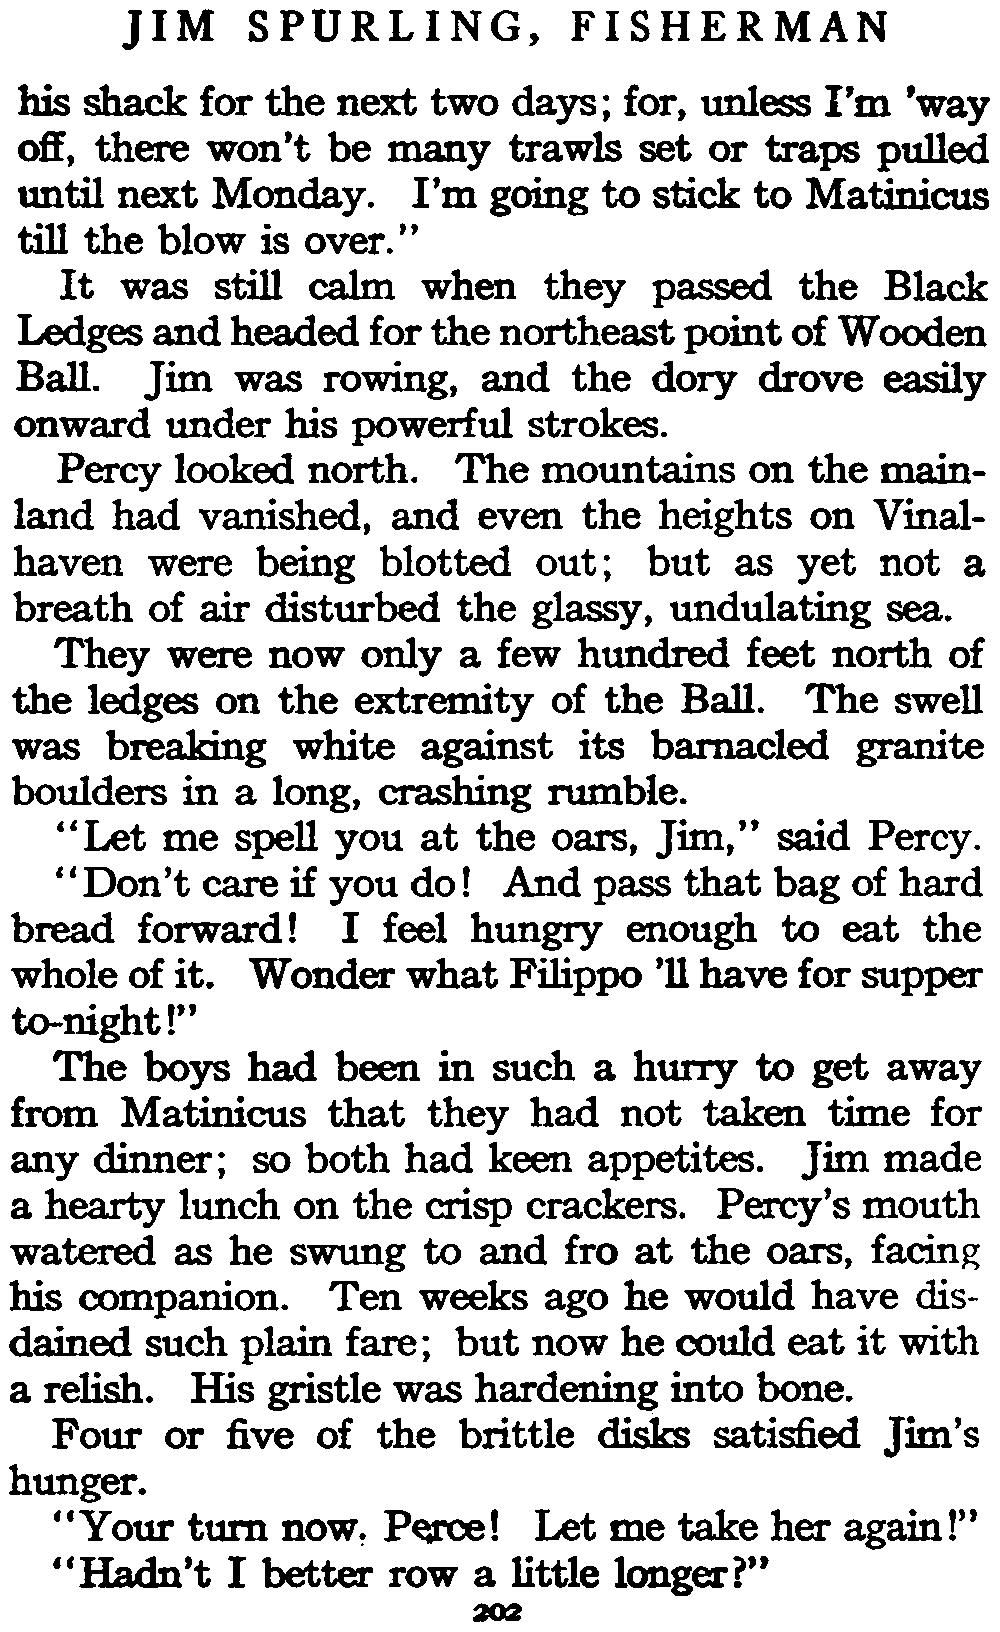 JIM SPURLING, FISHERMAN
his shack for the next two days; for, unless I'm 'way
off, there won't be many trawls set or traps pulled
until next Monday. I'm going to stick to Matinicus
till the blow is over."
It was still calm when they passed the Black
Ledges and headed for the northeast point of Wooden
Ball. Jim was rowing, and the dory drove easily
onward under his powerful strokes.
Percy looked north. The mountains on the main-
land had vanished, and even the heights on Vinal-
haven were being blotted out; but as yet not a
breath of air disturbed the glassy, undulating sea.
They were now only a few hundred feet north of
the ledges on the extremity of the Ball. The swell
was breaking white against its barnacled granite
boulders in a long, crashing rumble.
"Let me spell you at the oars, Jim," said Percy.
"Don't care if you do! And pass that bag of hard
bread forward! I feel hungry enough to eat the
whole of it. Wonder what Filippo 'll have for supper
to-night!"
The boys had been in such a hurry to get away
from Matinicus that they had not taken time for
any dinner; so both had keen appetites. Jim made
a hearty lunch on the crisp crackers. Percy's mouth
watered as he swung to and fro at the oars, facing
his companion. Ten weeks ago he would have dis-
dained such plain fare; but now he could eat it with
a relish. His gristle was hardening into bone.
Four or five of the brittle disks satisfied Jim's
hunger.
"Your turn now. Perce! Let me take her again!"
"Hadn't I better row a little longer?"
202